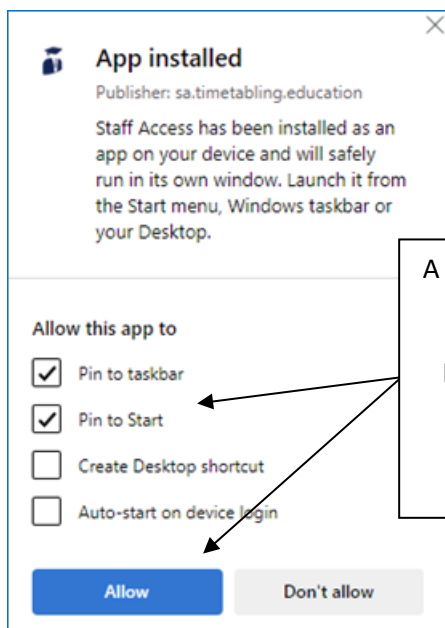 App installed
Publisher: sa.timetabling.education
Staff Access has been installed as an
app on your device and will safely
run in its own window. Launch it from
the Start menu, Windows taskbar or
your Desktop.
A
Allow this app to
Pin to taskbar
Pin to Start
Create Desktop shortcut
Auto-start on device login
Allow
Don't allow